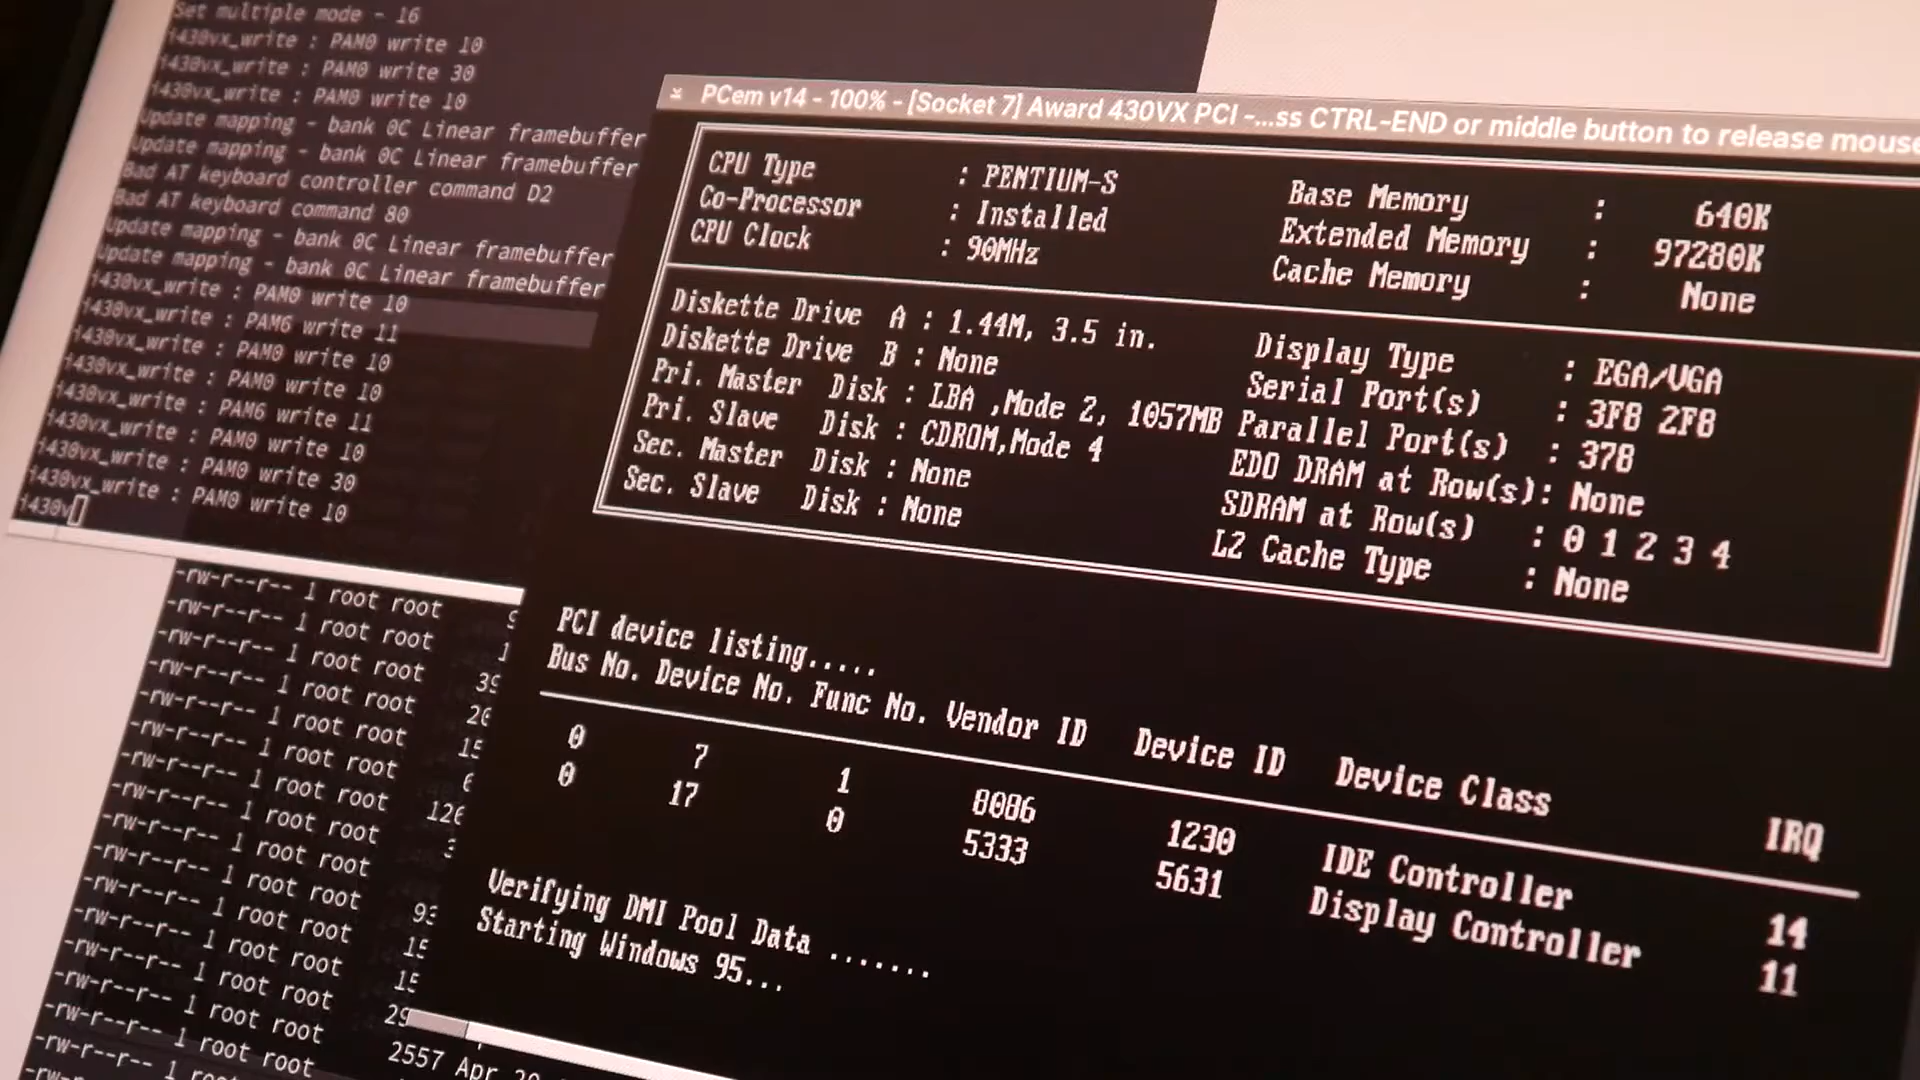 Set multiple mode - 16
i430vx_write : PAM0 write 10
i430vx_write : PAM0 write 30
i430vx_write : PAM0 write 10
Update mapping - bank 0C Linear framebuffer
Update mapping - bank 0C Linear framebuffer
Bad AT keyboard controller command D2
Bad AT keyboard command 80
Update mapping - bank 0C Linear framebuffer
Update mapping - bank 0C Linear framebuffer
i430vx_write : PAM0 write 10
i430vx_write : PAM6 write 11
i430vx_write : PAM0 write 10
i430vx_write : PAM0 write 10
i430vx_write : PAM6 write 11
i430vx_write : PAM0 write 10
i430vx_write : PAM0 write 30
i430vx_write : PAM0 write 10
i430v
PCem v14 - 100% - [Socket 7] Award 430VX PCI -...ss CTRL-END or middle button to release mouse
CPU Type : PENTIUM-S Base Memory : 640K
Co-Processor : Installed Extended Memory : 97280K
CPU Clock : 90MHz Cache Memory : None
Diskette Drive A : 1.44M, 3.5 in. Display Type : EGA/VGA
Diskette Drive B : None Serial Port(s) : 3F8 2F8
Pri. Master Disk : LBA ,Mode 2, 1057MB Parallel Port(s) : 378
Pri. Slave Disk : CDROM,Mode 4 EDO DRAM at Row(s): None
Sec. Master Disk : None SDRAM at Row(s) : 0 1 2 3 4
Sec. Slave Disk : None L2 Cache Type : None
PCI device listing.....
Bus No. Device No. Func No. Vendor ID Device ID Device Class IRQ
0 7 1 8086 1230 IDE Controller 14
0 17 0 5333 5631 Display Controller 11
Verifying DMI Pool Data .......
Starting Windows 95...
-rw-r--r-- 1 root root
-rw-r--r-- 1 root root
-rw-r--r-- 1 root root 39
-rw-r--r-- 1 root root 20
-rw-r--r-- 1 root root 15
-rw-r--r-- 1 root root 6
-rw-r--r-- 1 root root 126
-rw-r--r-- 1 root root
-rw-r--r-- 1 root root
-rw-r--r-- 1 root root 93
-rw-r--r-- 1 root root 15
-rw-r--r-- 1 root root 15
-rw-r--r-- 1 root root 29
-rw-r--r-- 1 root root 2557 Apr
-rw-r--r-- 1 root root
-rw-r--r-- 1